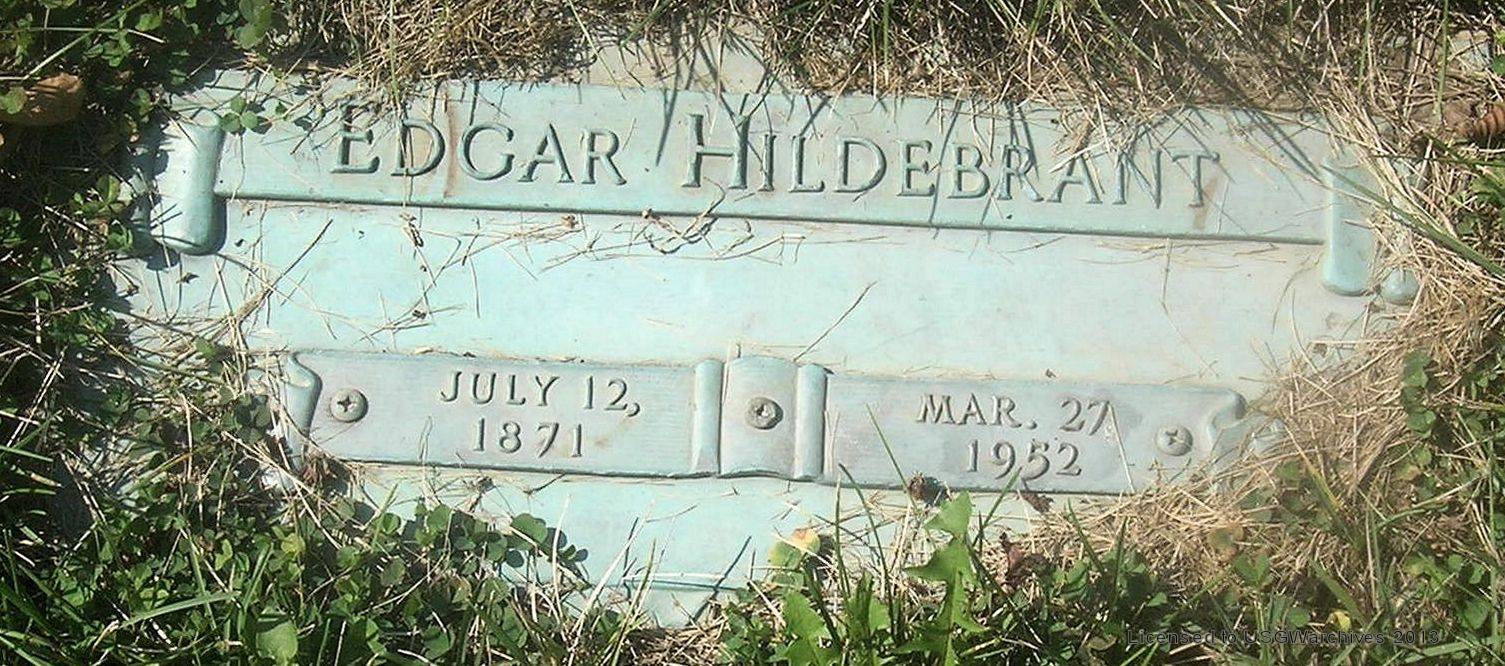 EDGAR HILDEBRANT
JULY 12,
1871
MAR. 27
1952
Licensed to USGWarchives 2013